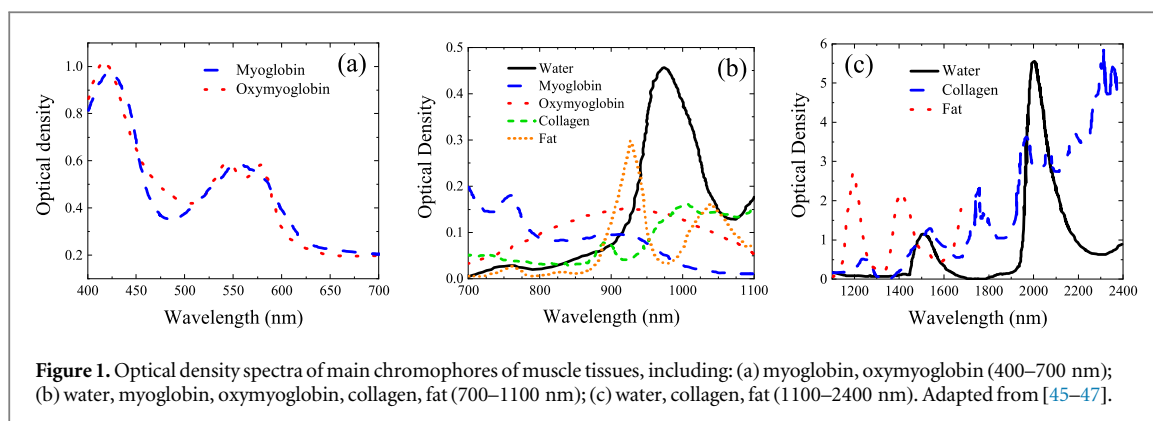 (a)
Myoglobin
Oxymyoglobin
Optical density
1.0
0.8
0.6
0.4
0.2
400 450 500 550 600 650 700
Wavelength (nm)
(b)
Water
Myoglobin
Oxymyoglobin
Collagen
Fat
Optical Density
0.5
0.4
0.3
0.2
0.1
0.0
700 800 900 1000 1100
Wavelength (nm)
(c)
Water
Collagen
Fat
Optical Density
6
5
4
3
2
1
0
1200 1400 1600 1800 2000 2200 2400
Wavelength (nm)
Figure 1. Optical density spectra of main chromophores of muscle tissues, including: (a) myoglobin, oxymyoglobin (400–700 nm);
(b) water, myoglobin, oxymyoglobin, collagen, fat (700–1100 nm); (c) water, collagen, fat (1100–2400 nm). Adapted from [45–47].